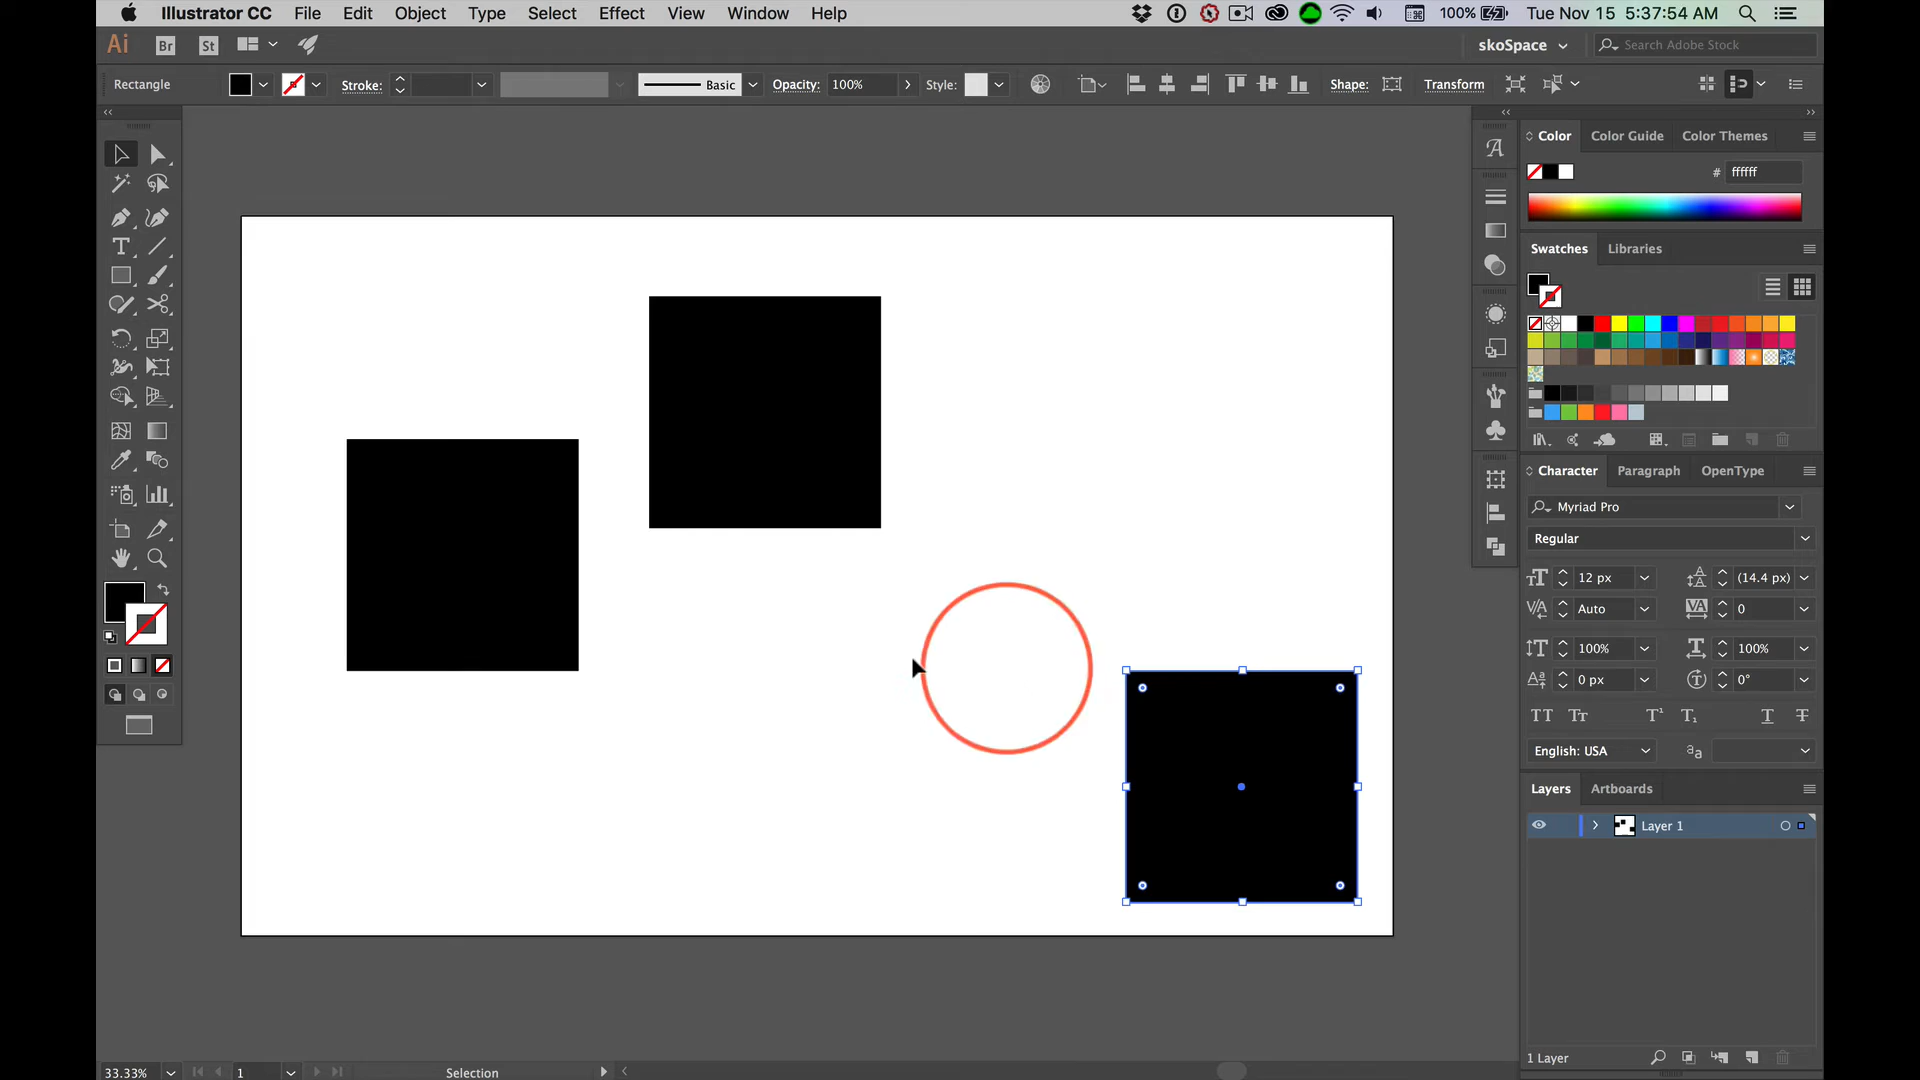 Illustrator CC File Edit Object Type Select Effect View Window Help 100% Tue Nov 15 5:37:54 AM
Ai Br St skoSpace Search Adobe Stock
Rectangle Stroke: Basic Opacity: 100% Style: Shape: Transform
Color Color Guide Color Themes
# ffffff
Swatches Libraries
Character Paragraph OpenType
Myriad Pro
Regular
12 px (14.4 px)
Auto 0
100% 100%
0 px 0°
English: USA
Layers Artboards
Layer 1
1 Layer
33.33% 1 Selection